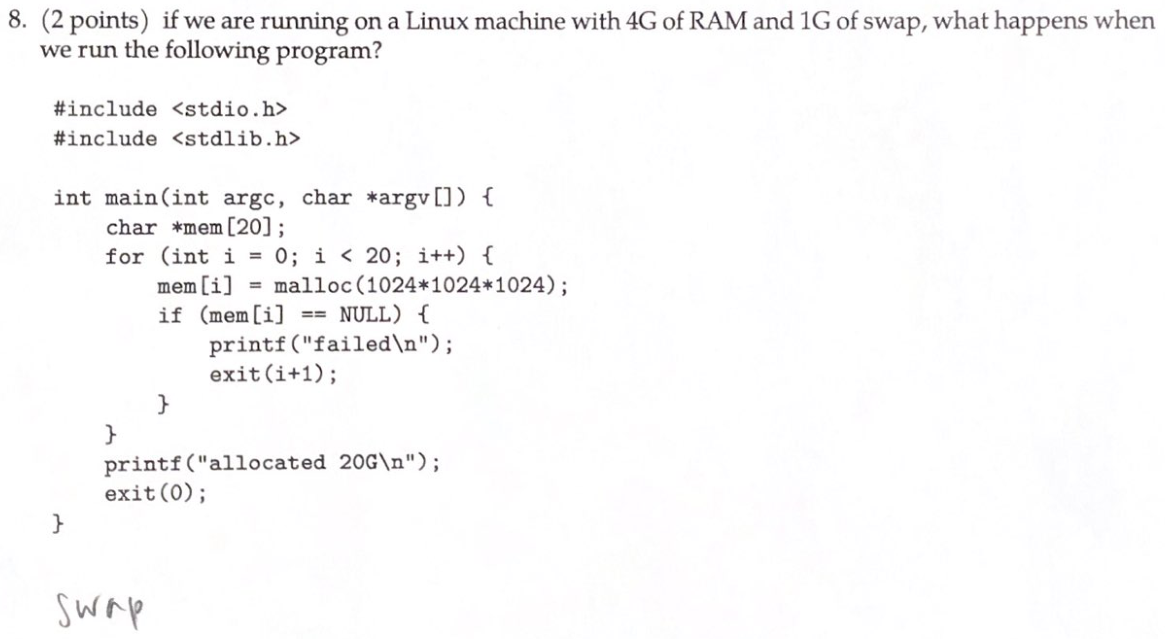 8. (2 points) if we are running on a Linux machine with 4G of RAM and 1G of swap, what happens when
we run the following program?
#include <stdio.h>
#include <stdlib.h>
int main(int argc, char *argv[]) {
    char *mem[20];
    for (int i = 0; i < 20; i++) {
        mem[i] = malloc(1024*1024*1024);
        if (mem[i] == NULL) {
            printf("failed\n");
            exit(i+1);
        }
    }
    printf("allocated 20G\n");
    exit(0);
}
swap